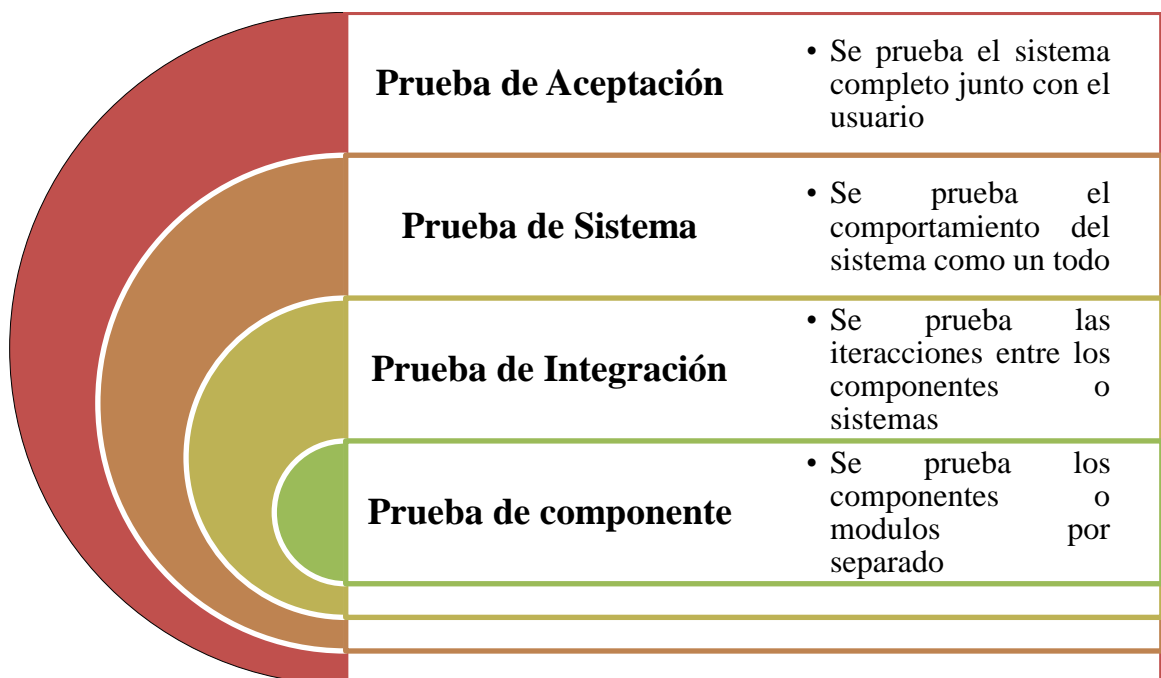 Prueba de Aceptación
• Se prueba el sistema
completo junto con el
usuario
Prueba de Sistema
• Se prueba el
comportamiento del
sistema como un todo
Prueba de Integración
• Se prueba las
iteracciones entre los
componentes o
sistemas
Prueba de componente
• Se prueba los
componentes o
modulos por
separado